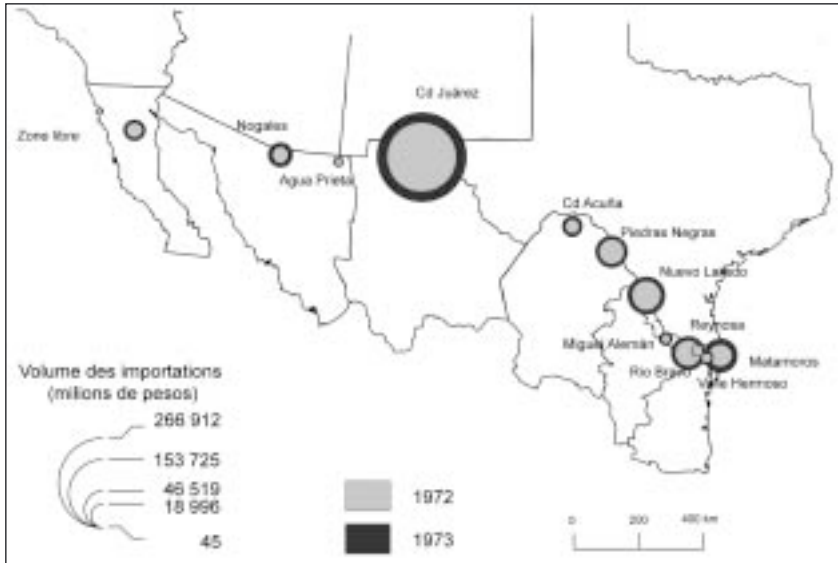 Cd Juárez
Zone libre
Nogales
Agua Prieta
Cd Acuña
Piedras Negras
Nuevo Laredo
Reynosa
Miguel Alemán
Matamoros
Rio Bravo
Valle Hermoso
Volume des importations
(milions de pesos)
266 912
153 725
46 519
18 996
45
1972
1973
0 200 400 km